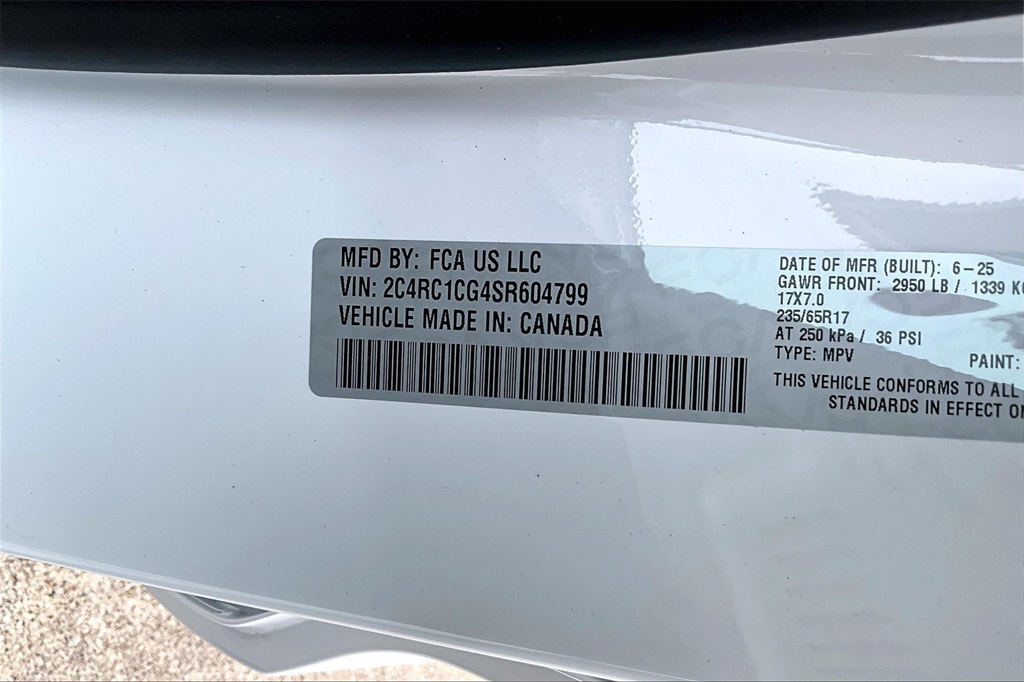 MFD BY: FCA US LLC
VIN: 2C4RC1CG4SR604799
VEHICLE MADE IN: CANADA
DATE OF MFR (BUILT): 6-25
GAWR FRONT: 2950 LB / 1339 KG
17X7.0
235/65R17
AT 250 kPa / 36 PSI
TYPE: MPV
PAINT:
THIS VEHICLE CONFORMS TO ALL
STANDARDS IN EFFECT ON